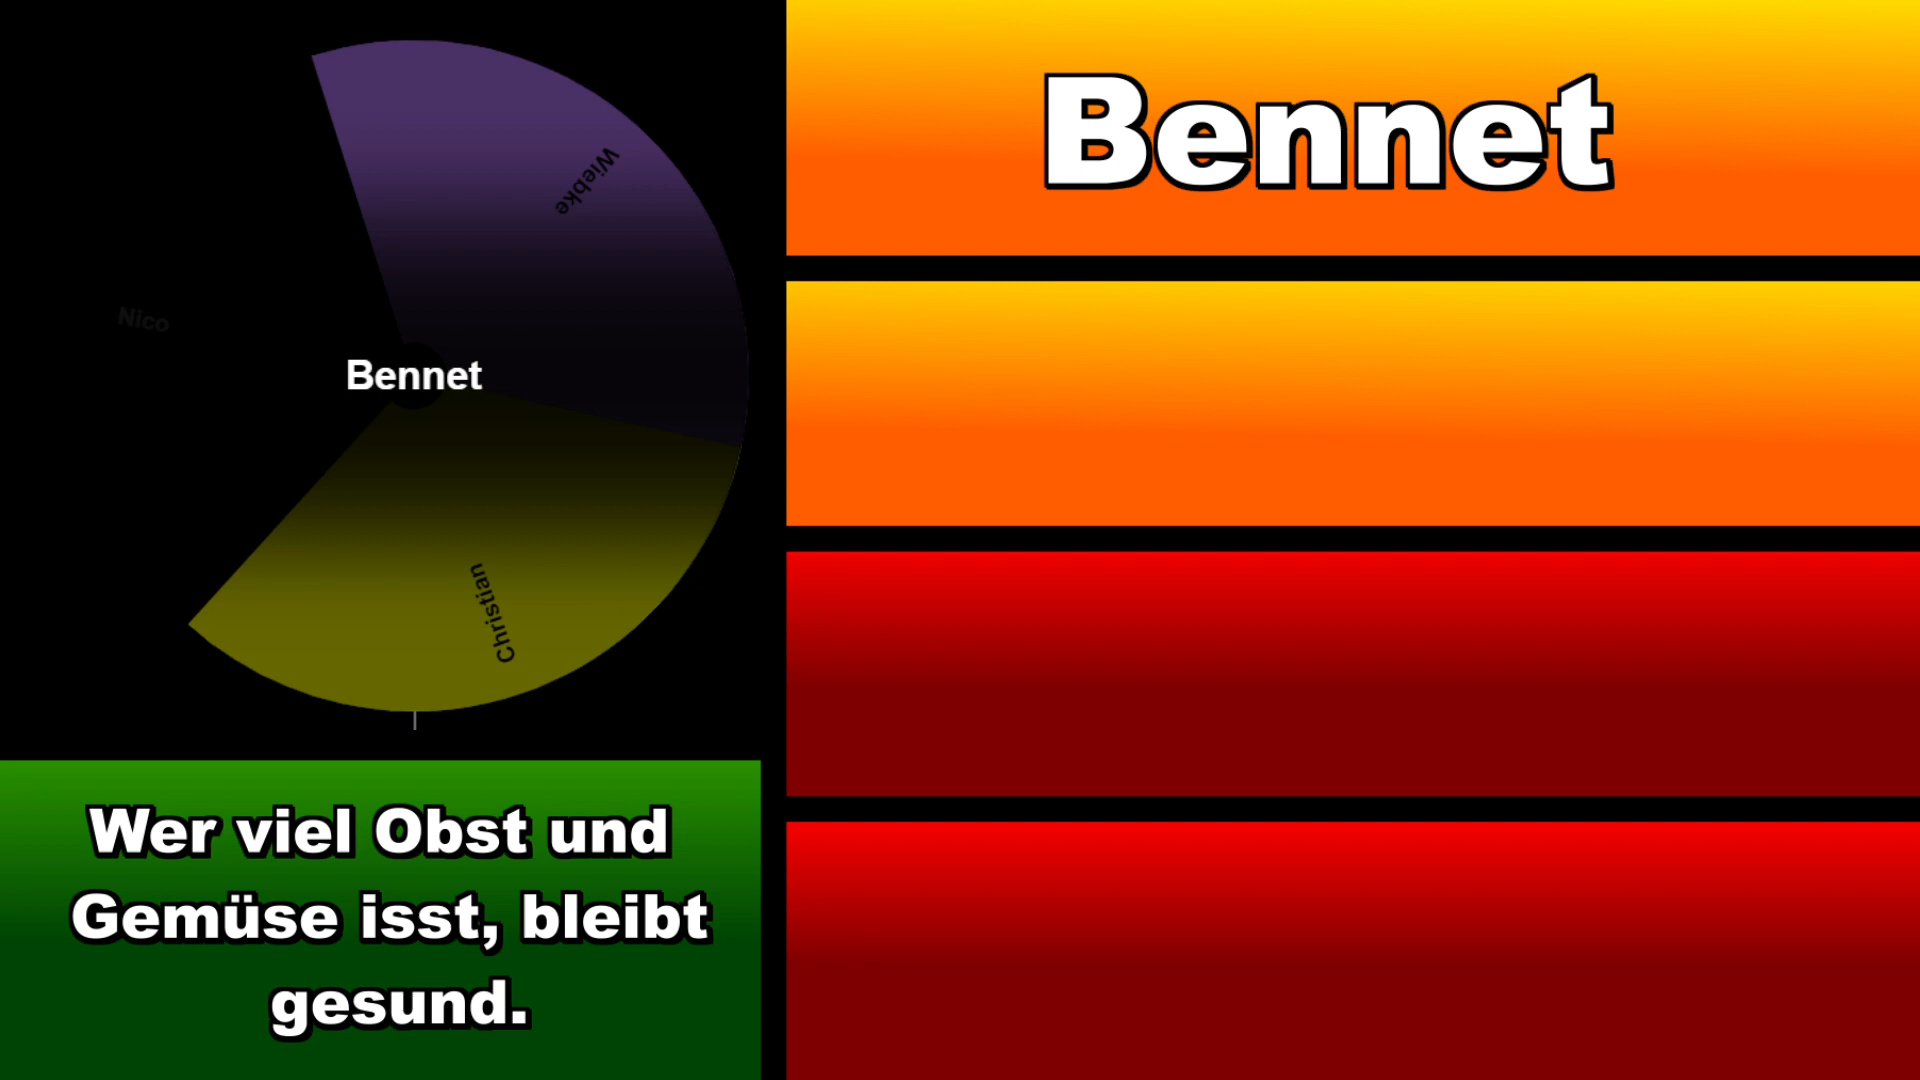 Wiebke
Nico
Bennet
Christian
Bennet
Wer viel Obst und
Gemüse isst, bleibt
gesund.